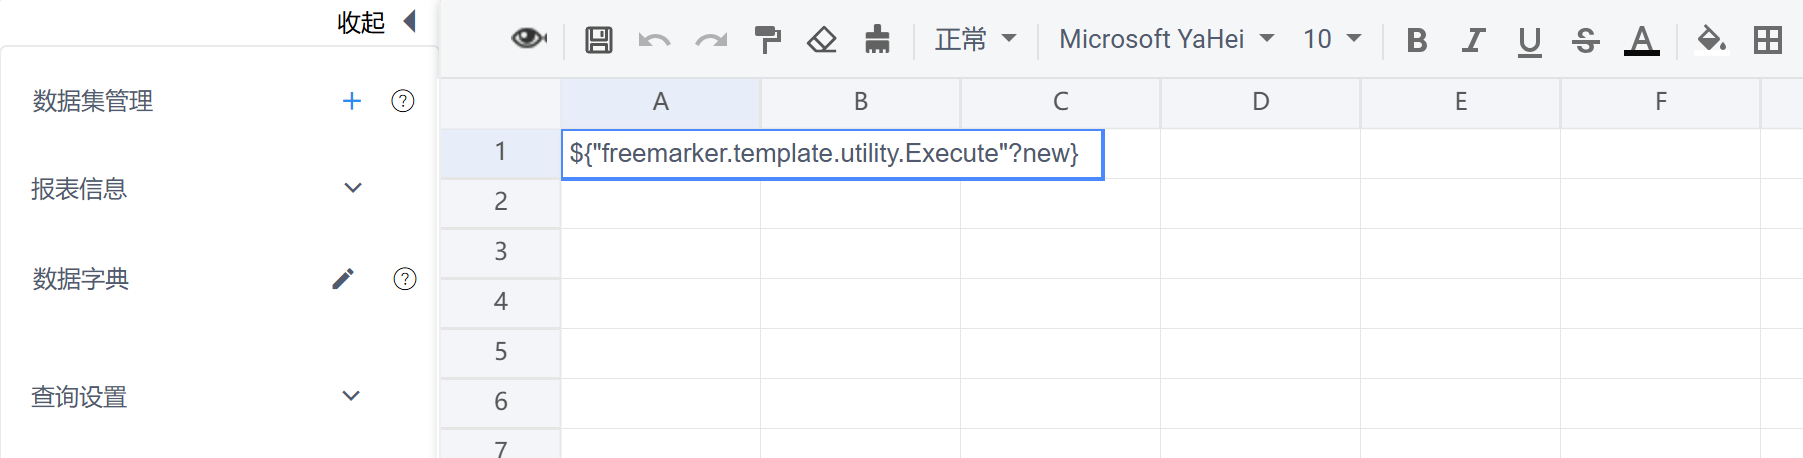 收起
正常 Microsoft YaHei 10 B I U S A
数据集管理 + ?
报表信息
数据字典 ?
查询设置
A B C D E F
1 ${"freemarker.template.utility.Execute"?new}
2
3
4
5
6
7